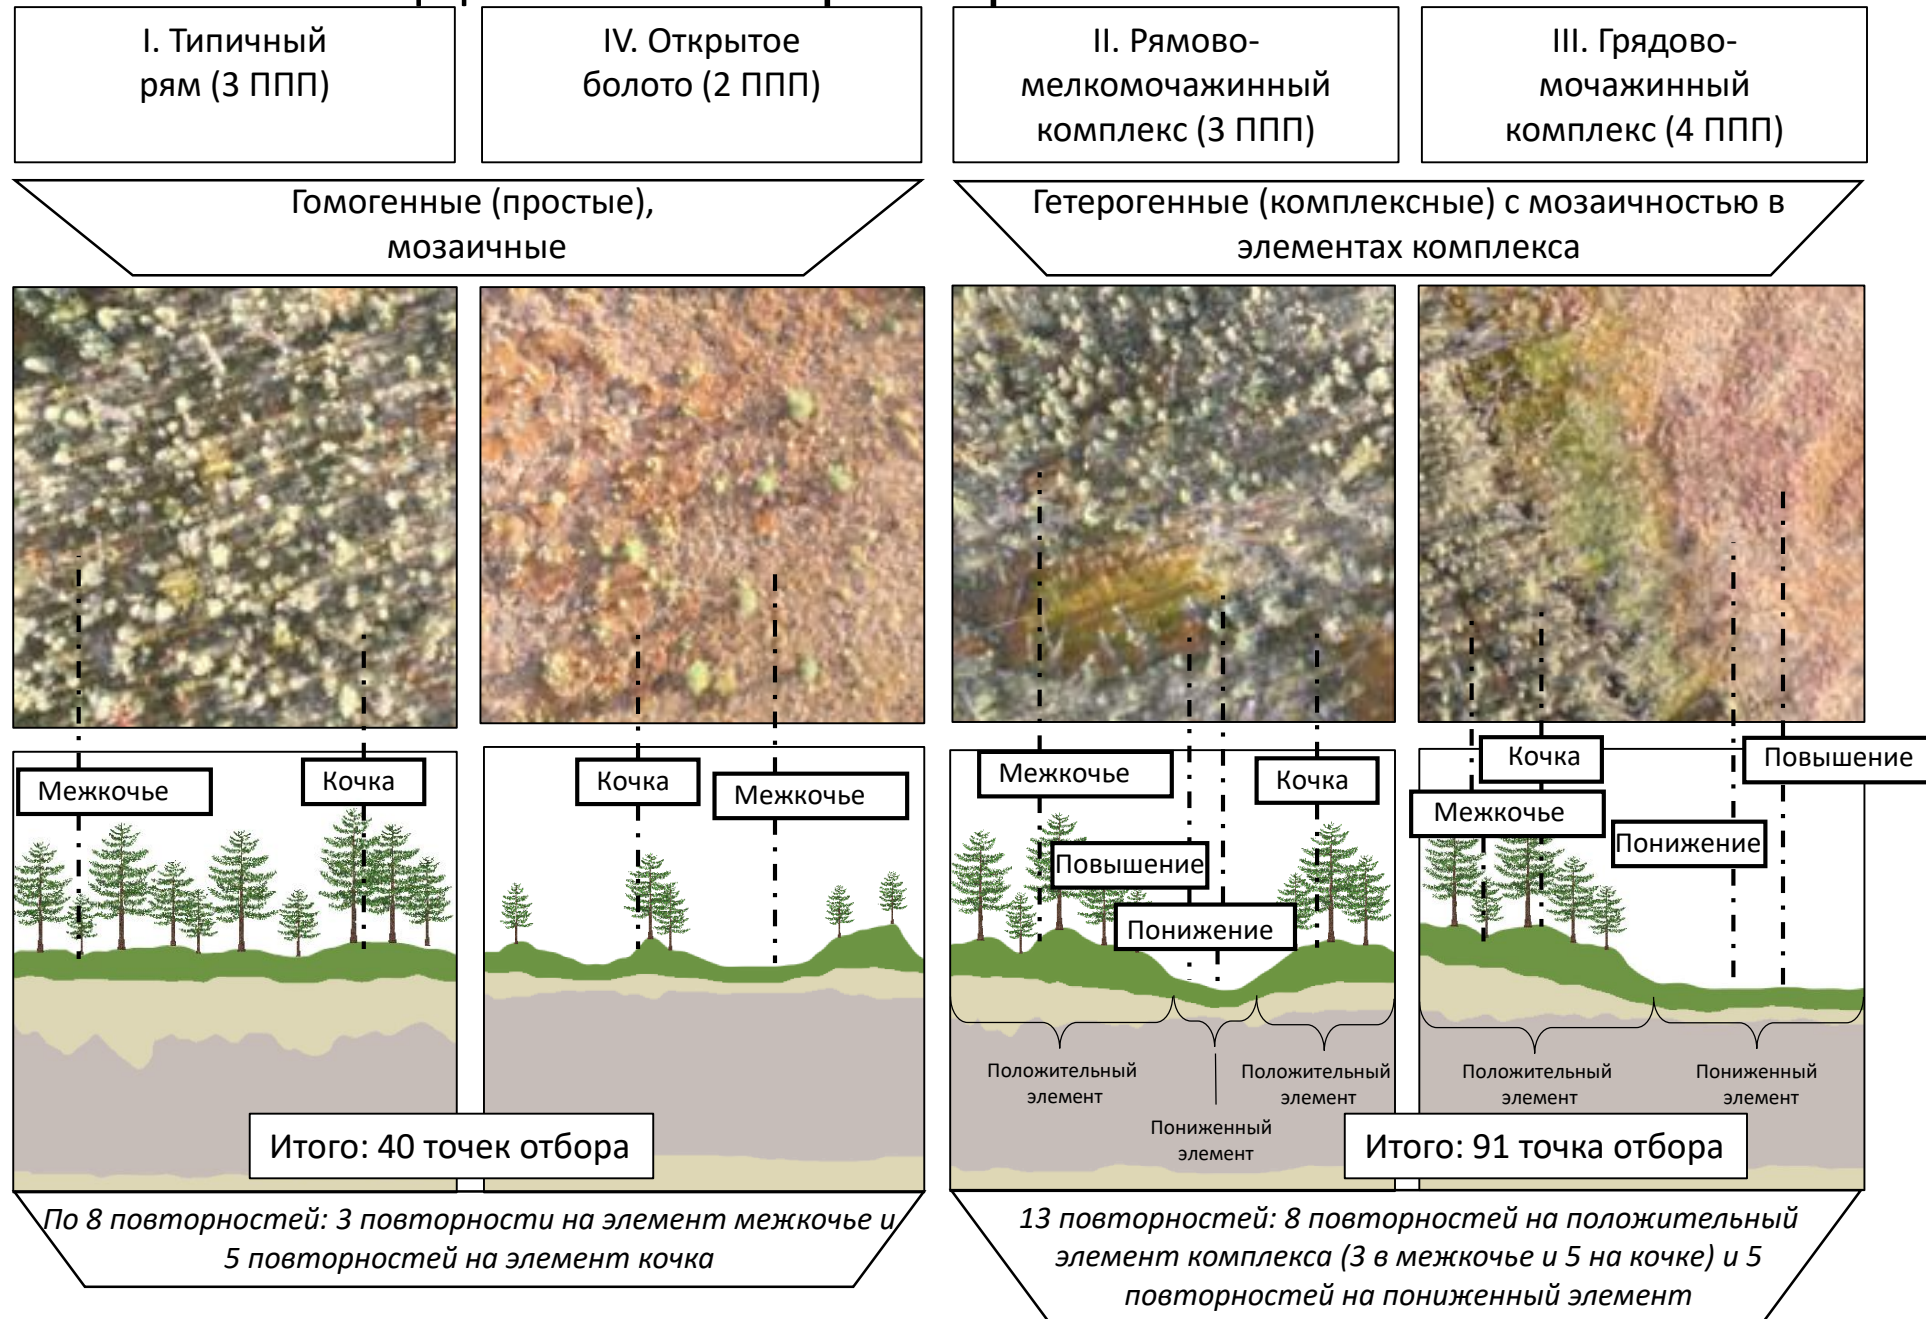 I. Типичный
рям (3 ППП)
IV. Открытое
болото (2 ППП)
II. Рямово-
мелкомочажинный
комплекс (3 ППП)
III. Грядово-
мочажинный
комплекс (4 ППП)
Гомогенные (простые),
мозаичные
Гетерогенные (комплексные) с мозаичностью в
элементах комплекса
Межкочье
Кочка
Кочка
Межкочье
Межкочье
Повышение
Понижение
Кочка
Кочка
Межкочье
Понижение
Повышение
Положительный
элемент
Пониженный
элемент
Положительный
элемент
Положительный
элемент
Пониженный
элемент
Итого: 40 точек отбора
Итого: 91 точка отбора
По 8 повторностей: 3 повторности на элемент межкочье и
5 повторностей на элемент кочка
13 повторностей: 8 повторностей на положительный
элемент комплекса (3 в межкочье и 5 на кочке) и 5
повторностей на пониженный элемент